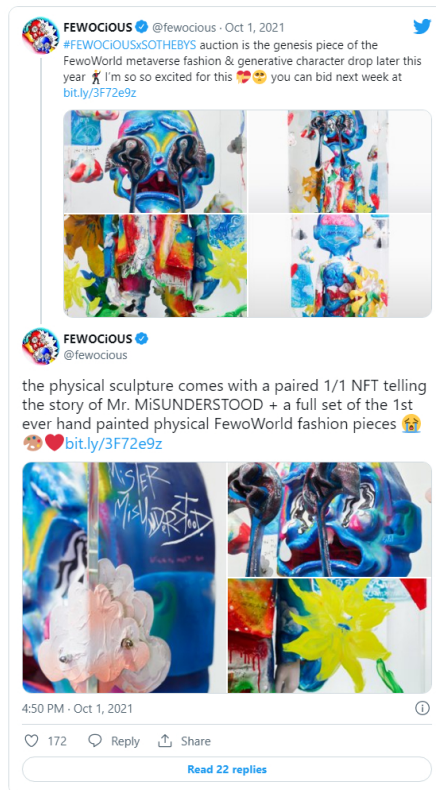 FEWOCiOUS @fewocious · Oct 1, 2021
#FEWOCiOUSxSOTHEBYS auction is the genesis piece of the
FewoWorld metaverse fashion & generative character drop later this
year 🕺 I'm so so excited for this 💝🥺 you can bid next week at
bit.ly/3F72e9z
FEWOCiOUS
@fewocious
the physical sculpture comes with a paired 1/1 NFT telling
the story of Mr. MiSUNDERSTOOD + a full set of the 1st
ever hand painted physical FewoWorld fashion pieces 😭
🎨❤️bit.ly/3F72e9z
MiSTER
MiSUNDERSTOOD.
4:50 PM · Oct 1, 2021
172 Reply Share
Read 22 replies